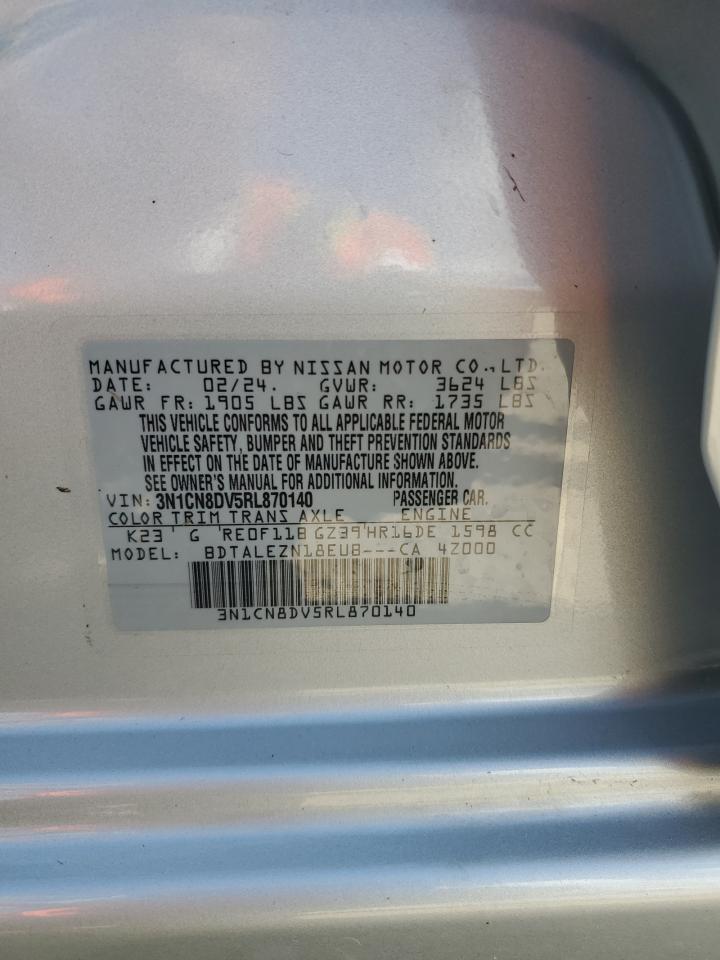 MANUFACTURED BY NISSAN MOTOR CO., LTD.
DATE: 02/24. GVWR: 3624 LBS
GAWR FR: 1905 LBS GAWR RR: 1735 LBS
THIS VEHICLE CONFORMS TO ALL APPLICABLE FEDERAL MOTOR
VEHICLE SAFETY, BUMPER AND THEFT PREVENTION STANDARDS
IN EFFECT ON THE DATE OF MANUFACTURE SHOWN ABOVE.
SEE OWNER'S MANUAL FOR ADDITIONAL INFORMATION.
VIN: 3N1CN8DV5RL870140 PASSENGER CAR.
COLOR TRIM TRANS AXLE ENGINE
K23 G RE0F11B GZ39 HR16DE 1598 CC
MODEL: BDTALEZN18EUB---CA 4Z000
3N1CN8DV5RL870140